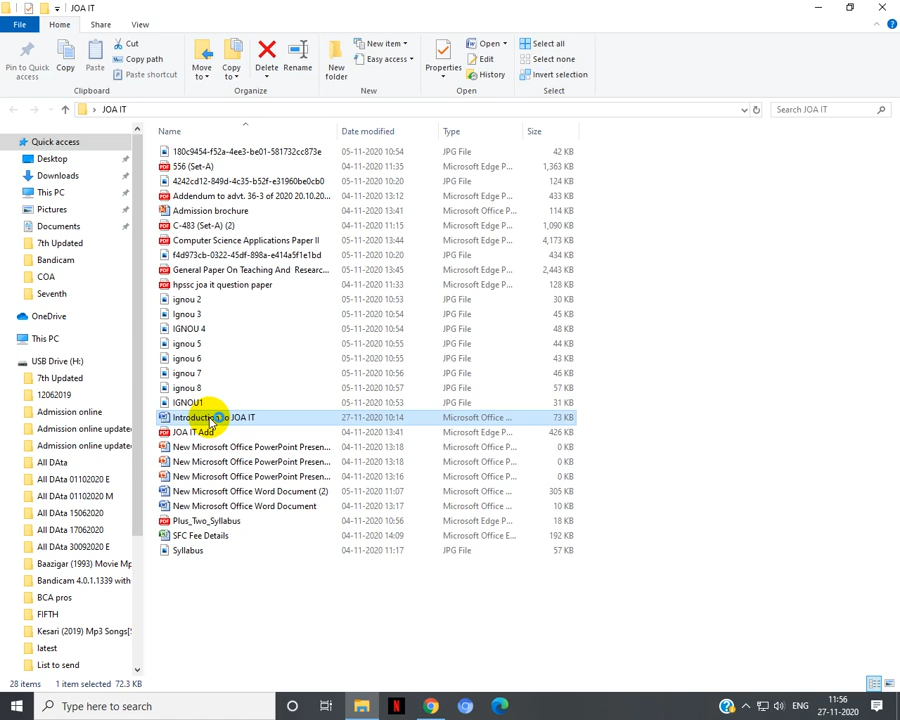 JOA IT
File Home Share View
Pin to Quick access
Copy
Paste
Cut
Copy path
Paste shortcut
Clipboard
Move to
Copy to
Delete
Rename
Organize
New folder
New item
Easy access
New
Properties
Open
Edit
History
Open
Select all
Select none
Invert selection
Select
JOA IT
Search JOA IT
Quick access
Desktop
Downloads
This PC
Pictures
Documents
7th Updated
Bandicam
COA
Seventh
OneDrive
This PC
USB Drive (H:)
7th Updated
12062019
Admission online
Admission online update
Admission online update
All DAta
All DAta 01102020 E
All DAta 01102020 M
All DAta 15062020
All DAta 17062020
All DAta 30092020 E
Baazigar (1993) Movie Mp
Bandicam 4.0.1.1339 with
BCA pros
FIFTH
Kesari (2019) Mp3 Songs[S
latest
List to send
Name Date modified Type Size
180c9454-f52a-4ee3-be01-581732cc873e 05-11-2020 10:54 JPG File 42 KB
556 (Set-A) 04-11-2020 11:35 Microsoft Edge P... 1,363 KB
4242cd12-849d-4c35-b52f-e31960be0cb0 05-11-2020 10:20 JPG File 124 KB
Addendum to advt. 36-3 of 2020 20.10.20... 04-11-2020 13:12 Microsoft Edge P... 433 KB
Admission brochure 04-11-2020 13:41 Microsoft Office P... 114 KB
C-483 (Set-A) (2) 04-11-2020 11:15 Microsoft Edge P... 1,090 KB
Computer Science Applications Paper II 05-11-2020 13:44 Microsoft Edge P... 4,173 KB
f4d973cb-0322-45df-898a-e414a5f1e1bd 05-11-2020 10:20 JPG File 434 KB
General Paper On Teaching And Researc... 05-11-2020 13:45 Microsoft Edge P... 2,443 KB
hpssc joa it question paper 04-11-2020 11:33 Microsoft Edge P... 128 KB
ignou 2 05-11-2020 10:53 JPG File 30 KB
Ignou 3 05-11-2020 10:54 JPG File 45 KB
IGNOU 4 05-11-2020 10:54 JPG File 48 KB
ignou 5 05-11-2020 10:55 JPG File 44 KB
ignou 6 05-11-2020 10:55 JPG File 43 KB
ignou 7 05-11-2020 10:56 JPG File 46 KB
ignou 8 05-11-2020 10:56 JPG File 57 KB
IGNOU1 05-11-2020 10:53 JPG File 31 KB
Introduction to JOA IT 27-11-2020 10:14 Microsoft Office ... 73 KB
JOA IT Add 04-11-2020 13:41 Microsoft Edge P... 426 KB
New Microsoft Office PowerPoint Presen... 04-11-2020 13:18 Microsoft Office P... 0 KB
New Microsoft Office PowerPoint Presen... 04-11-2020 13:18 Microsoft Office P... 0 KB
New Microsoft Office PowerPoint Presen... 04-11-2020 13:16 Microsoft Office P... 0 KB
New Microsoft Office Word Document (2) 05-11-2020 11:07 Microsoft Office ... 305 KB
New Microsoft Office Word Document 04-11-2020 13:17 Microsoft Office ... 10 KB
Plus_Two_Syllabus 04-11-2020 10:56 Microsoft Edge P... 18 KB
SFC Fee Details 04-11-2020 14:09 Microsoft Office E... 192 KB
Syllabus 04-11-2020 11:17 JPG File 57 KB
28 items 1 item selected 72.3 KB
Type here to search
ENG
11:56
27-11-2020